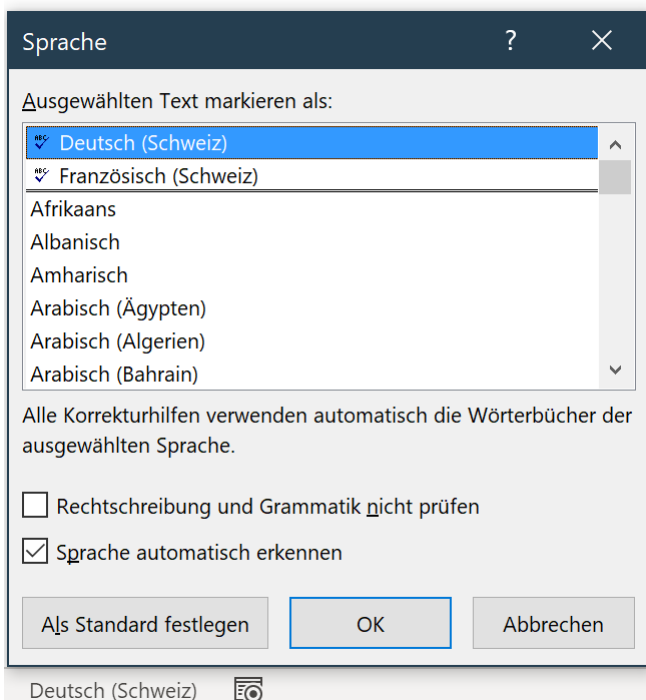 Sprache
Ausgewählten Text markieren als:
Deutsch (Schweiz)
Französisch (Schweiz)
Afrikaans
Albanisch
Amharisch
Arabisch (Ägypten)
Arabisch (Algerien)
Arabisch (Bahrain)
Alle Korrekturhilfen verwenden automatisch die Wörterbücher der
ausgewählten Sprache.
Rechtschreibung und Grammatik nicht prüfen
Sprache automatisch erkennen
Als Standard festlegen OK Abbrechen
Deutsch (Schweiz)